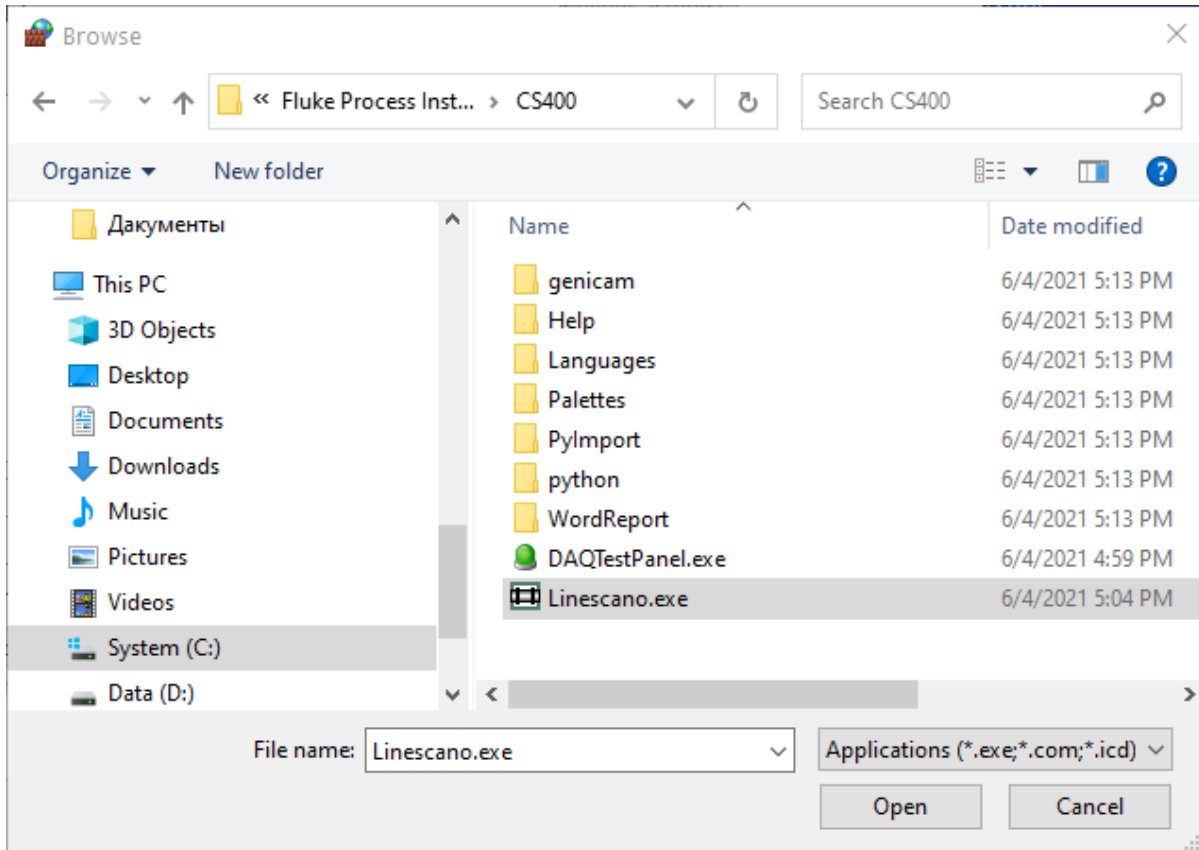 Browse
« Fluke Process Inst... > CS400
Search CS400
Organize
New folder
?
Дакументы
This PC
3D Objects
Desktop
Documents
Downloads
Music
Pictures
Videos
System (C:)
Data (D:)
Name Date modified
genicam 6/4/2021 5:13 PM
Help 6/4/2021 5:13 PM
Languages 6/4/2021 5:13 PM
Palettes 6/4/2021 5:13 PM
PyImport 6/4/2021 5:13 PM
python 6/4/2021 5:13 PM
WordReport 6/4/2021 5:13 PM
DAQTestPanel.exe 6/4/2021 4:59 PM
Linescano.exe 6/4/2021 5:04 PM
File name: Linescano.exe
Applications (*.exe;*.com;*.icd)
Open
Cancel